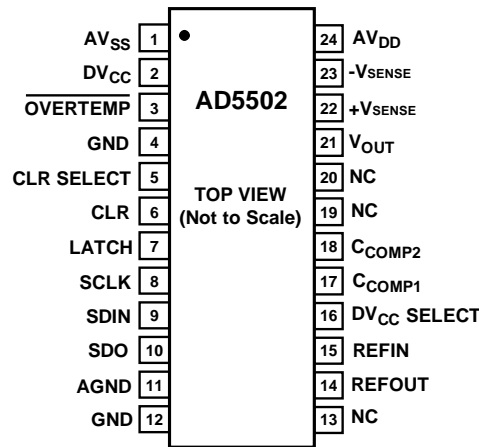 AVSS 1
DVCC 2
OVERTEMP 3
GND 4
CLR SELECT 5
CLR 6
LATCH 7
SCLK 8
SDIN 9
SDO 10
AGND 11
GND 12
AD5502
TOP VIEW
(Not to Scale)
24 AVDD
23 -VSENSE
22 +VSENSE
21 VOUT
20 NC
19 NC
18 CCOMP2
17 CCOMP1
16 DVCC SELECT
15 REFIN
14 REFOUT
13 NC